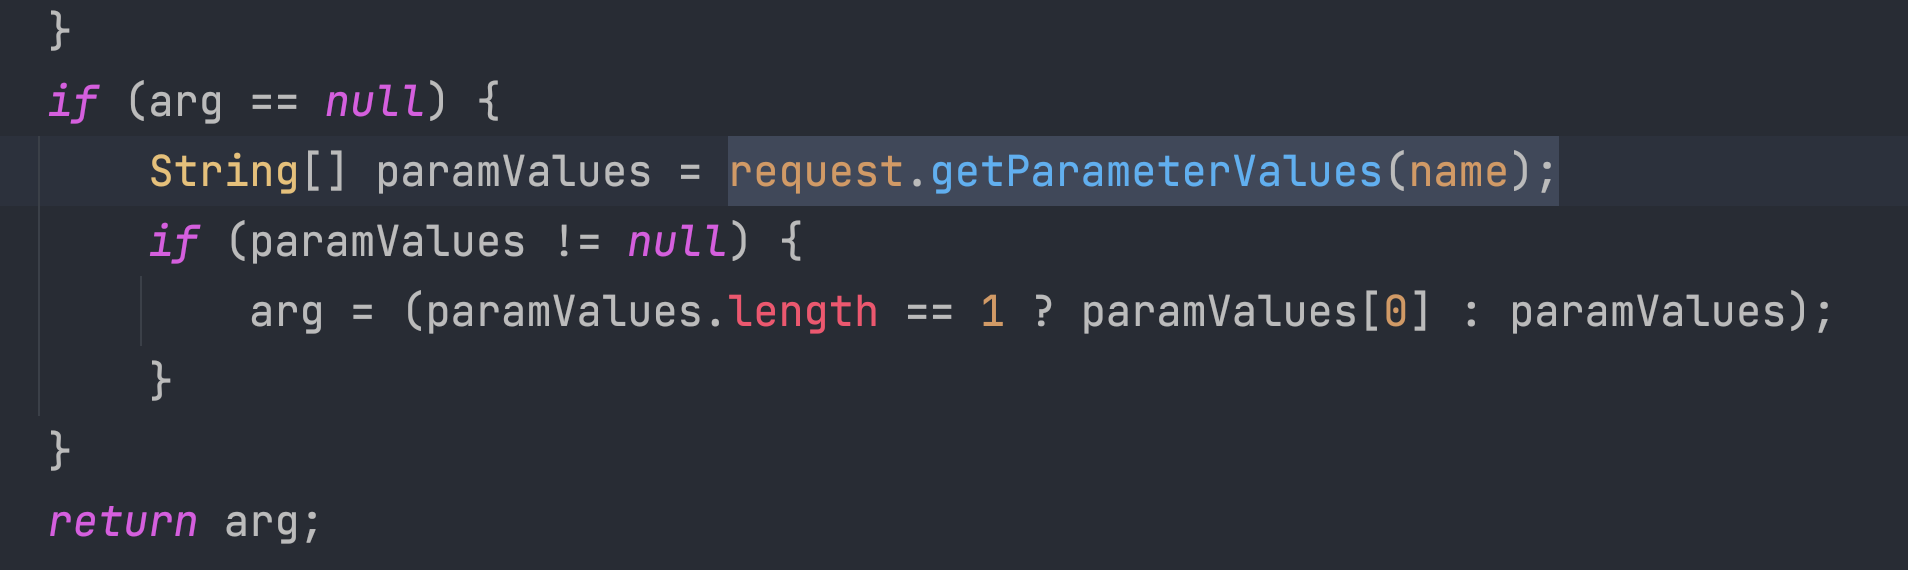 }
if (arg == null) {
    String[] paramValues = request.getParameterValues(name);
    if (paramValues != null) {
        arg = (paramValues.length == 1 ? paramValues[0] : paramValues);
    }
}
return arg;